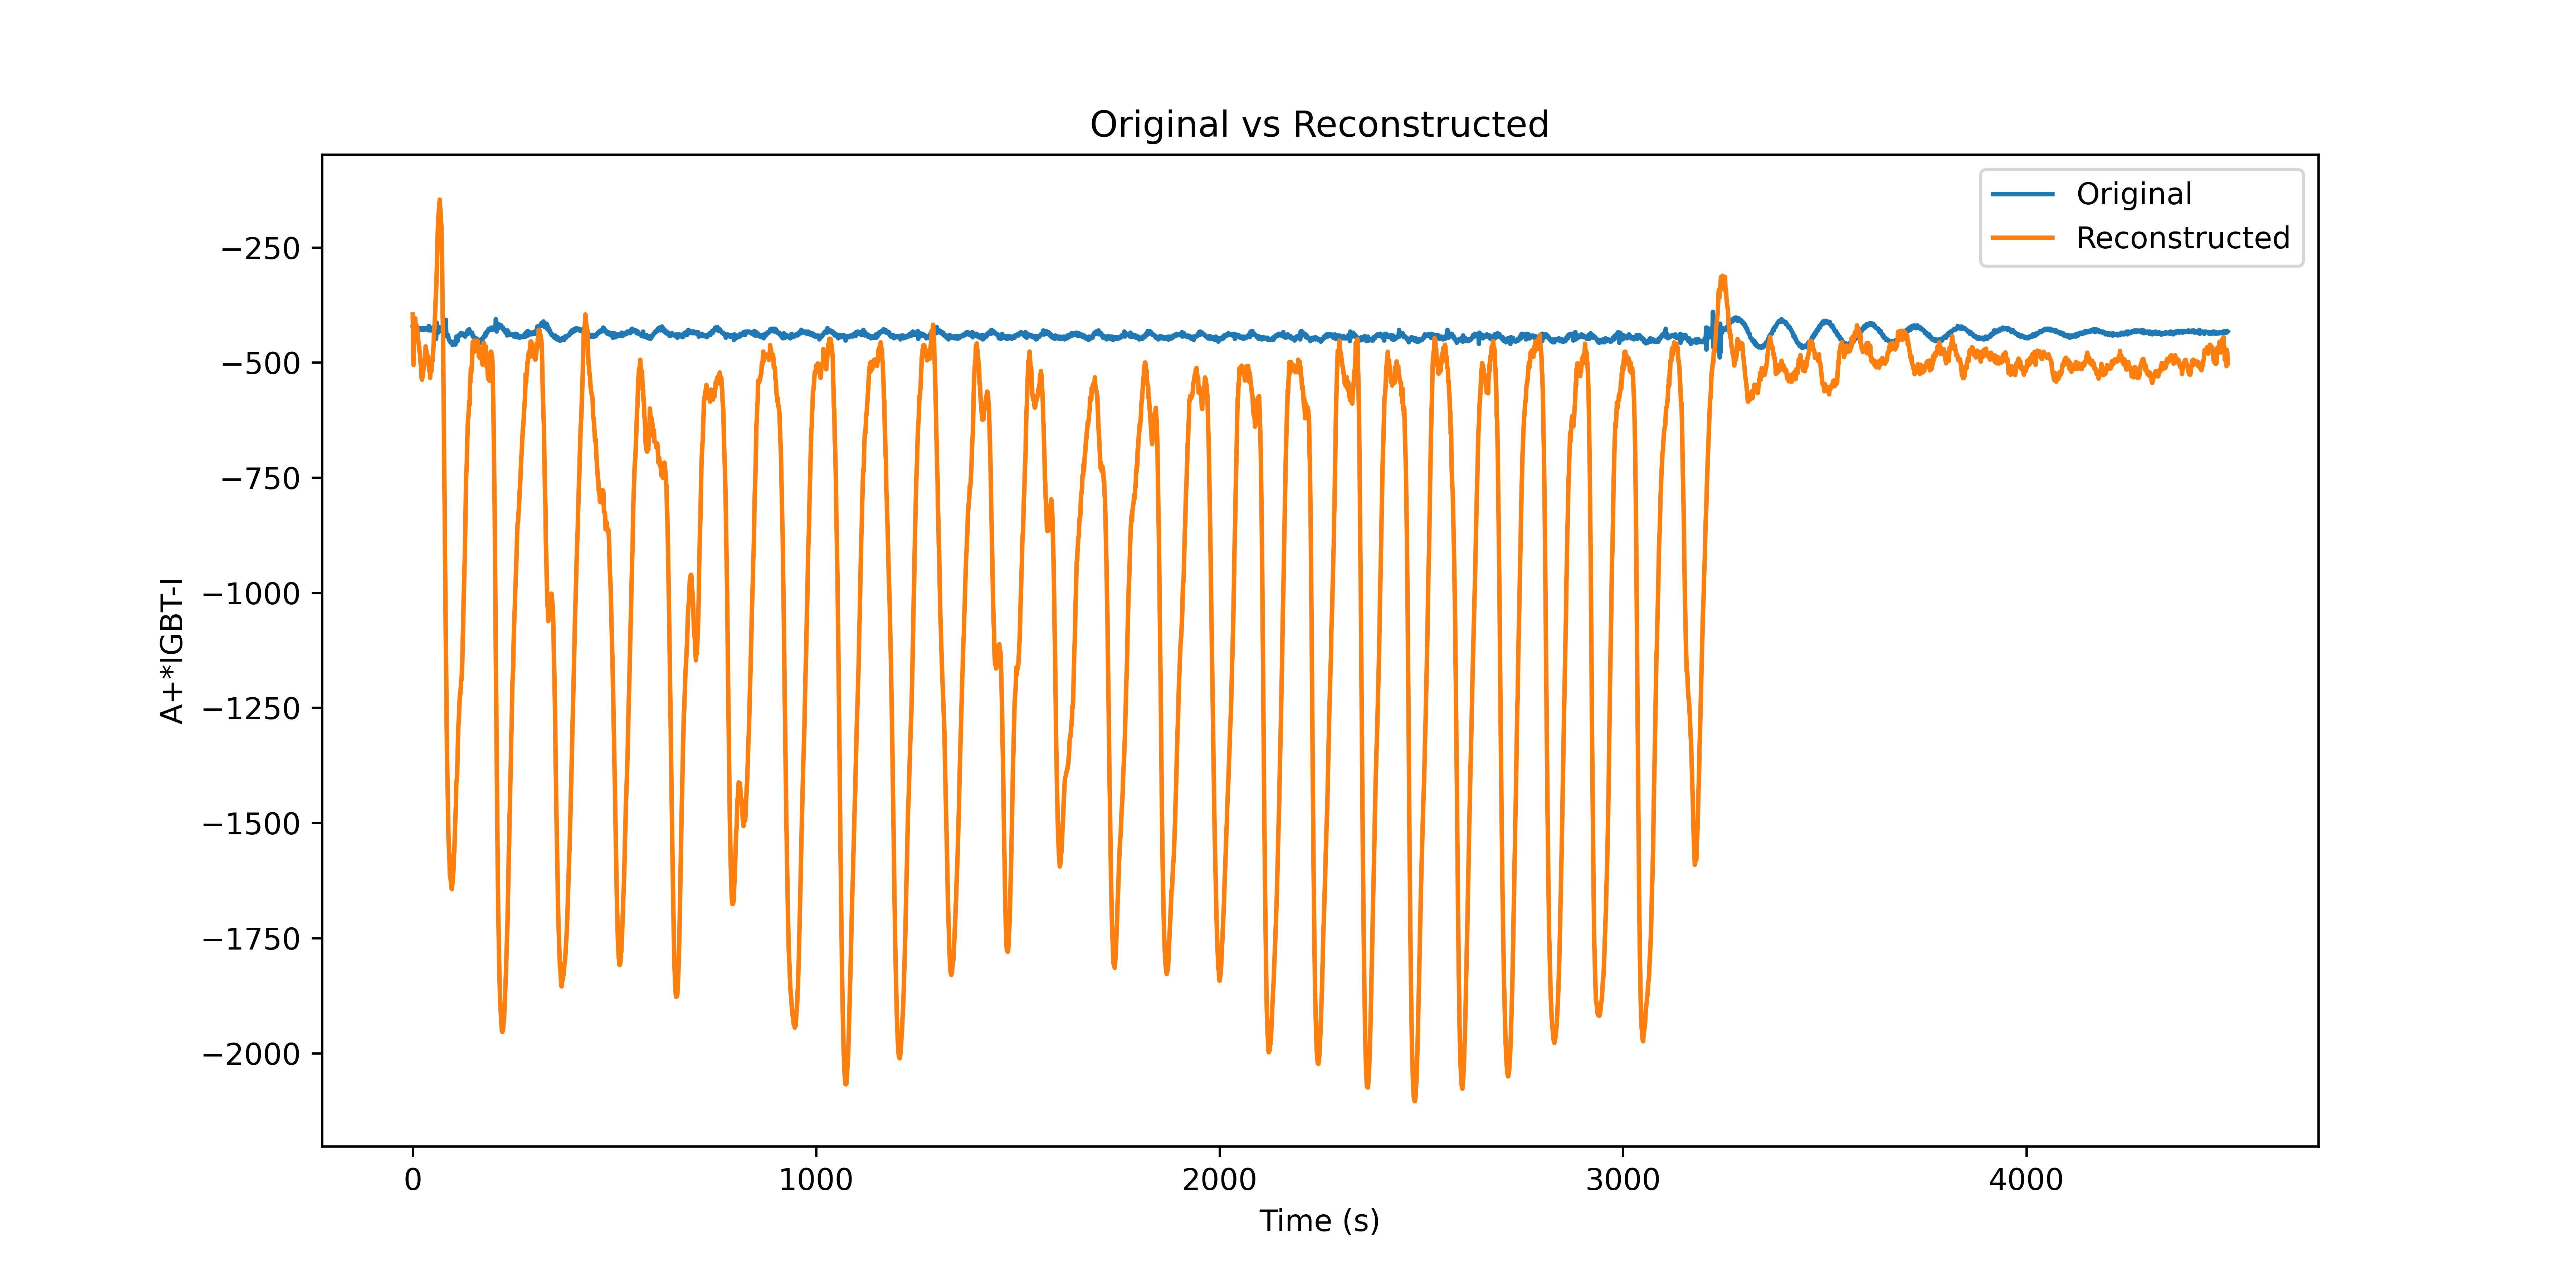 Original vs Reconstructed
Original
Reconstructed
−250
−500
−750
−1000
−1250
−1500
−1750
−2000
A+*IGBT-I
0 1000 2000 3000 4000
Time (s)